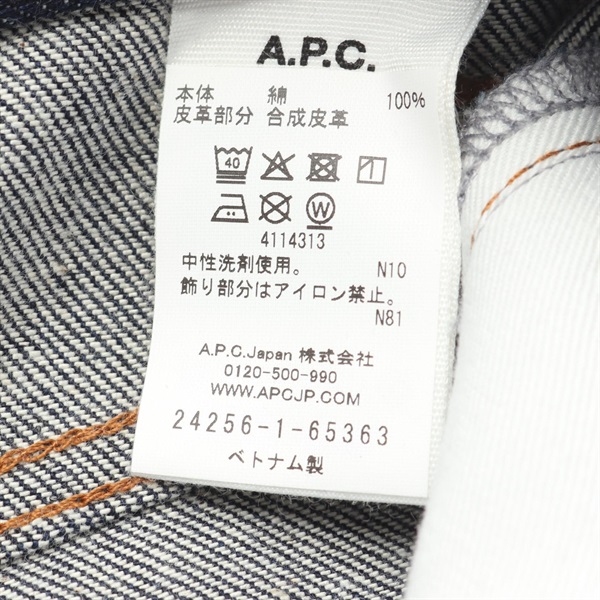 A.P.C.
本体 綿 100%
皮革部分 合成皮革
40
W
4114313
中性洗剤使用。 N10
飾り部分はアイロン禁止。
N81
A.P.C.Japan 株式会社
0120-500-990
WWW.APCJP.COM
24256-1-65363
ベトナム製